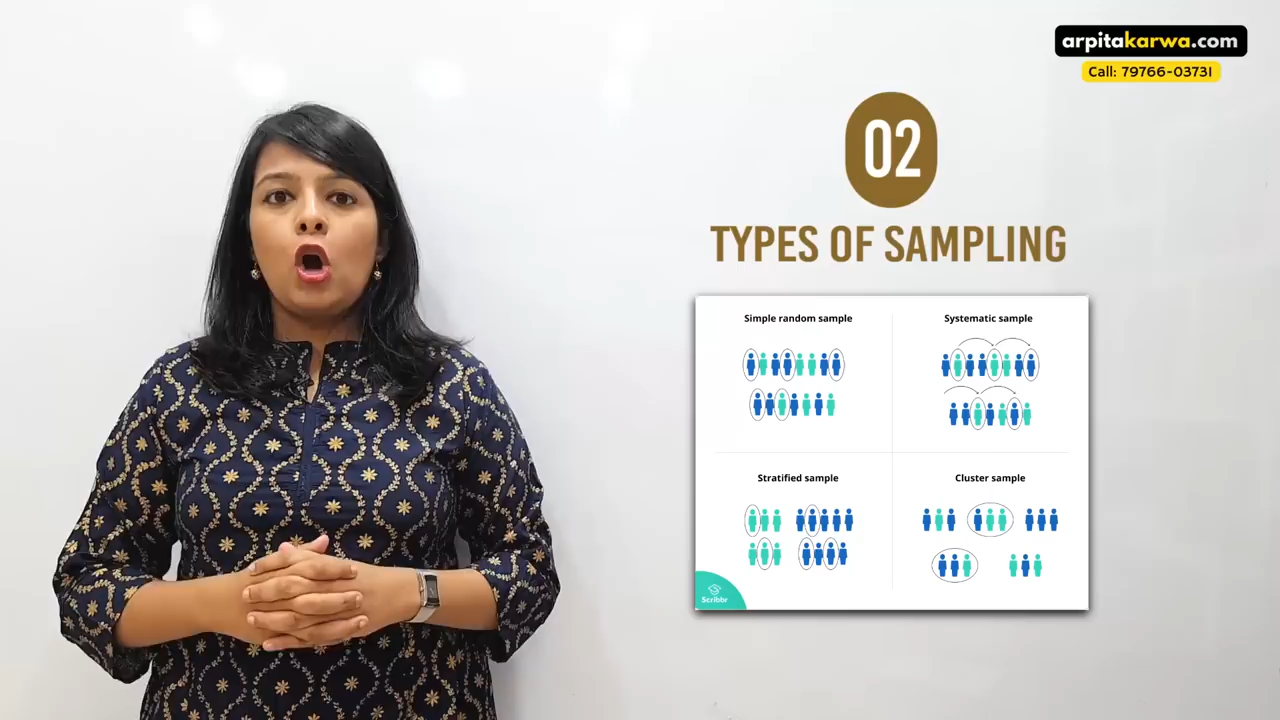 arpitakarwa.com
Call: 79766-03731
02
TYPES OF SAMPLING
Simple random sample
Systematic sample
Stratified sample
Cluster sample
Scribbr